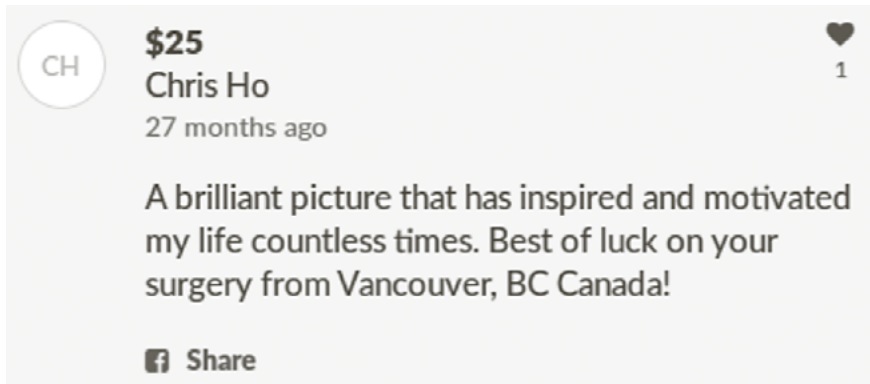 CH
$25
Chris Ho
27 months ago
1
A brilliant picture that has inspired and motivated
my life countless times. Best of luck on your
surgery from Vancouver, BC Canada!
Share